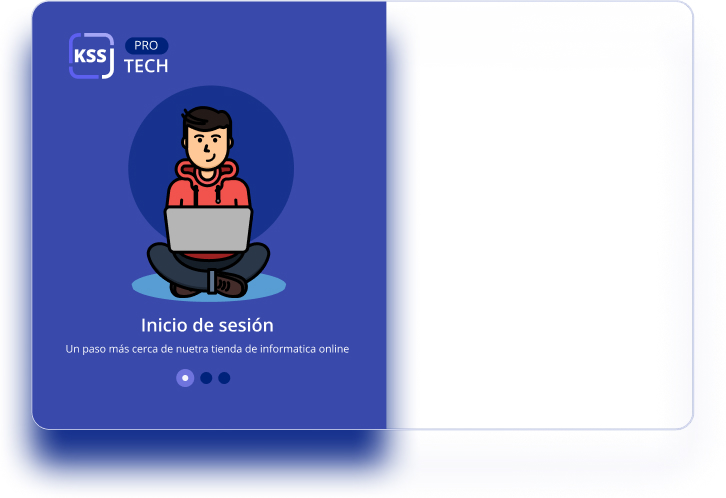 KSS
PRO
TECH
Inicio de sesión
Un paso más cerca de nuetra tienda de informatica online